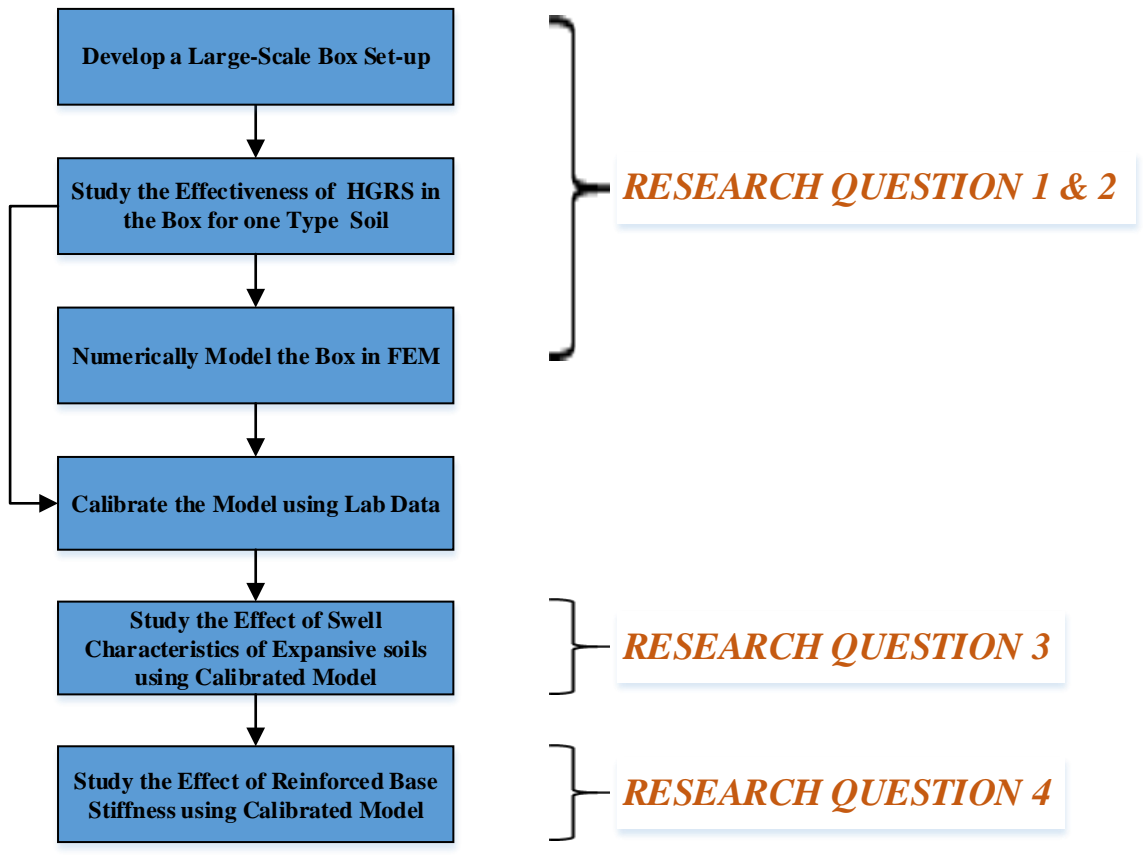 Develop a Large-Scale Box Set-up
Study the Effectiveness of HGRS in
the Box for one Type Soil
RESEARCH QUESTION 1 & 2
Numerically Model the Box in FEM
Calibrate the Model using Lab Data
Study the Effect of Swell
Characteristics of Expansive soils
using Calibrated Model
RESEARCH QUESTION 3
Study the Effect of Reinforced Base
Stiffness using Calibrated Model
RESEARCH QUESTION 4